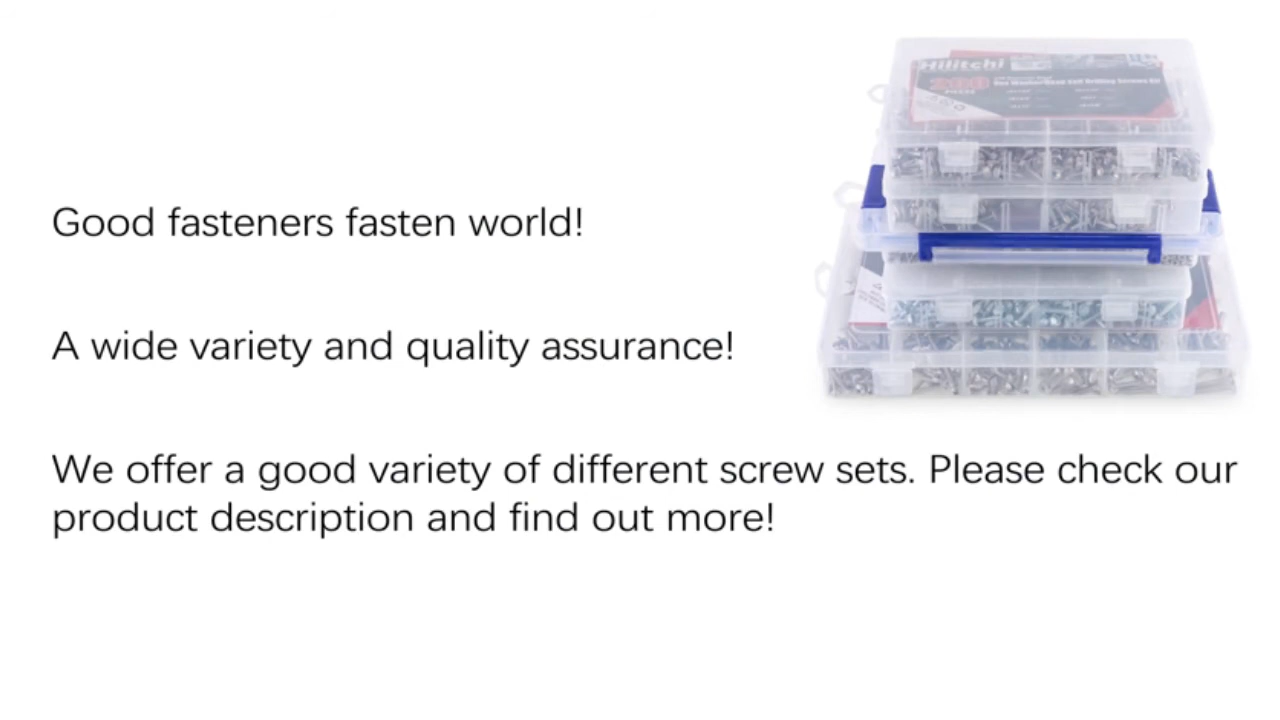 Hilitchi
Good fasteners fasten world!
A wide variety and quality assurance!
We offer a good variety of different screw sets. Please check our
product description and find out more!